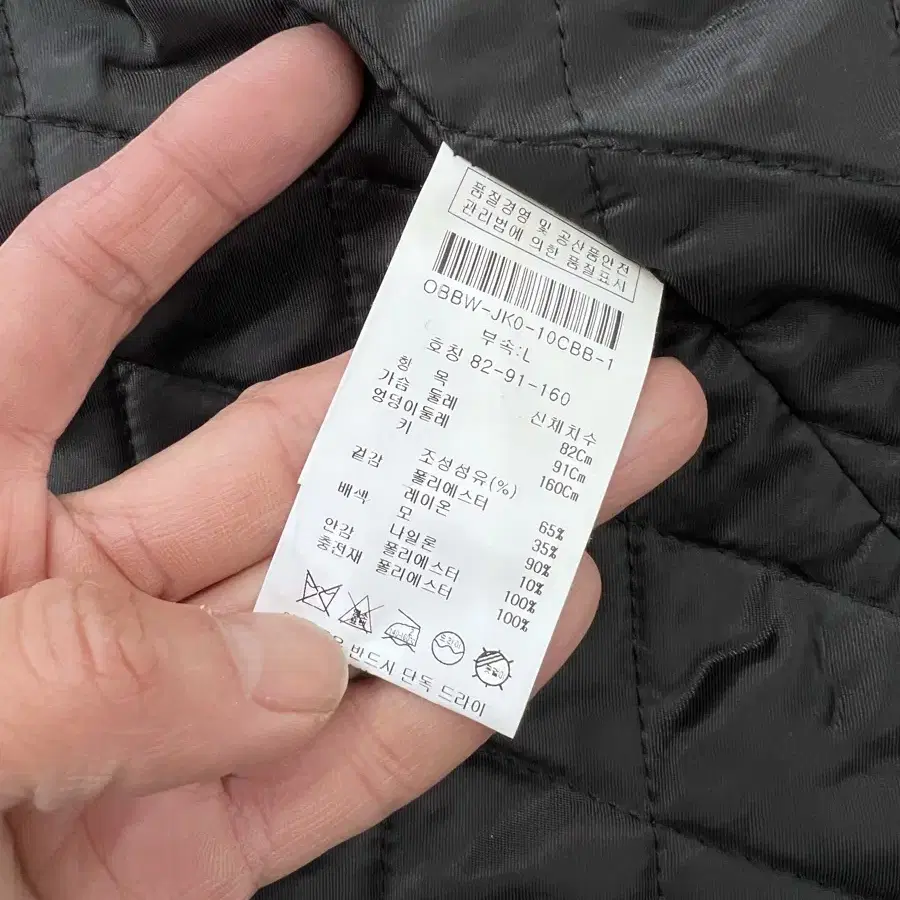 품질경영 및 공산품안전
관리법에 의한 품질표시
OBBW-JK0-10CBB-1
부속:L
호칭 82-91-160
항 목 신체치수
가슴 둘레 82Cm
엉덩이둘레 91Cm
키 160Cm
조성섬유(%)
겉감 폴리에스터 65%
레이온 35%
배색 모 90%
나일론 10%
안감 폴리에스터 100%
충전재 폴리에스터 100%
드라이
반드시 단독 드라이